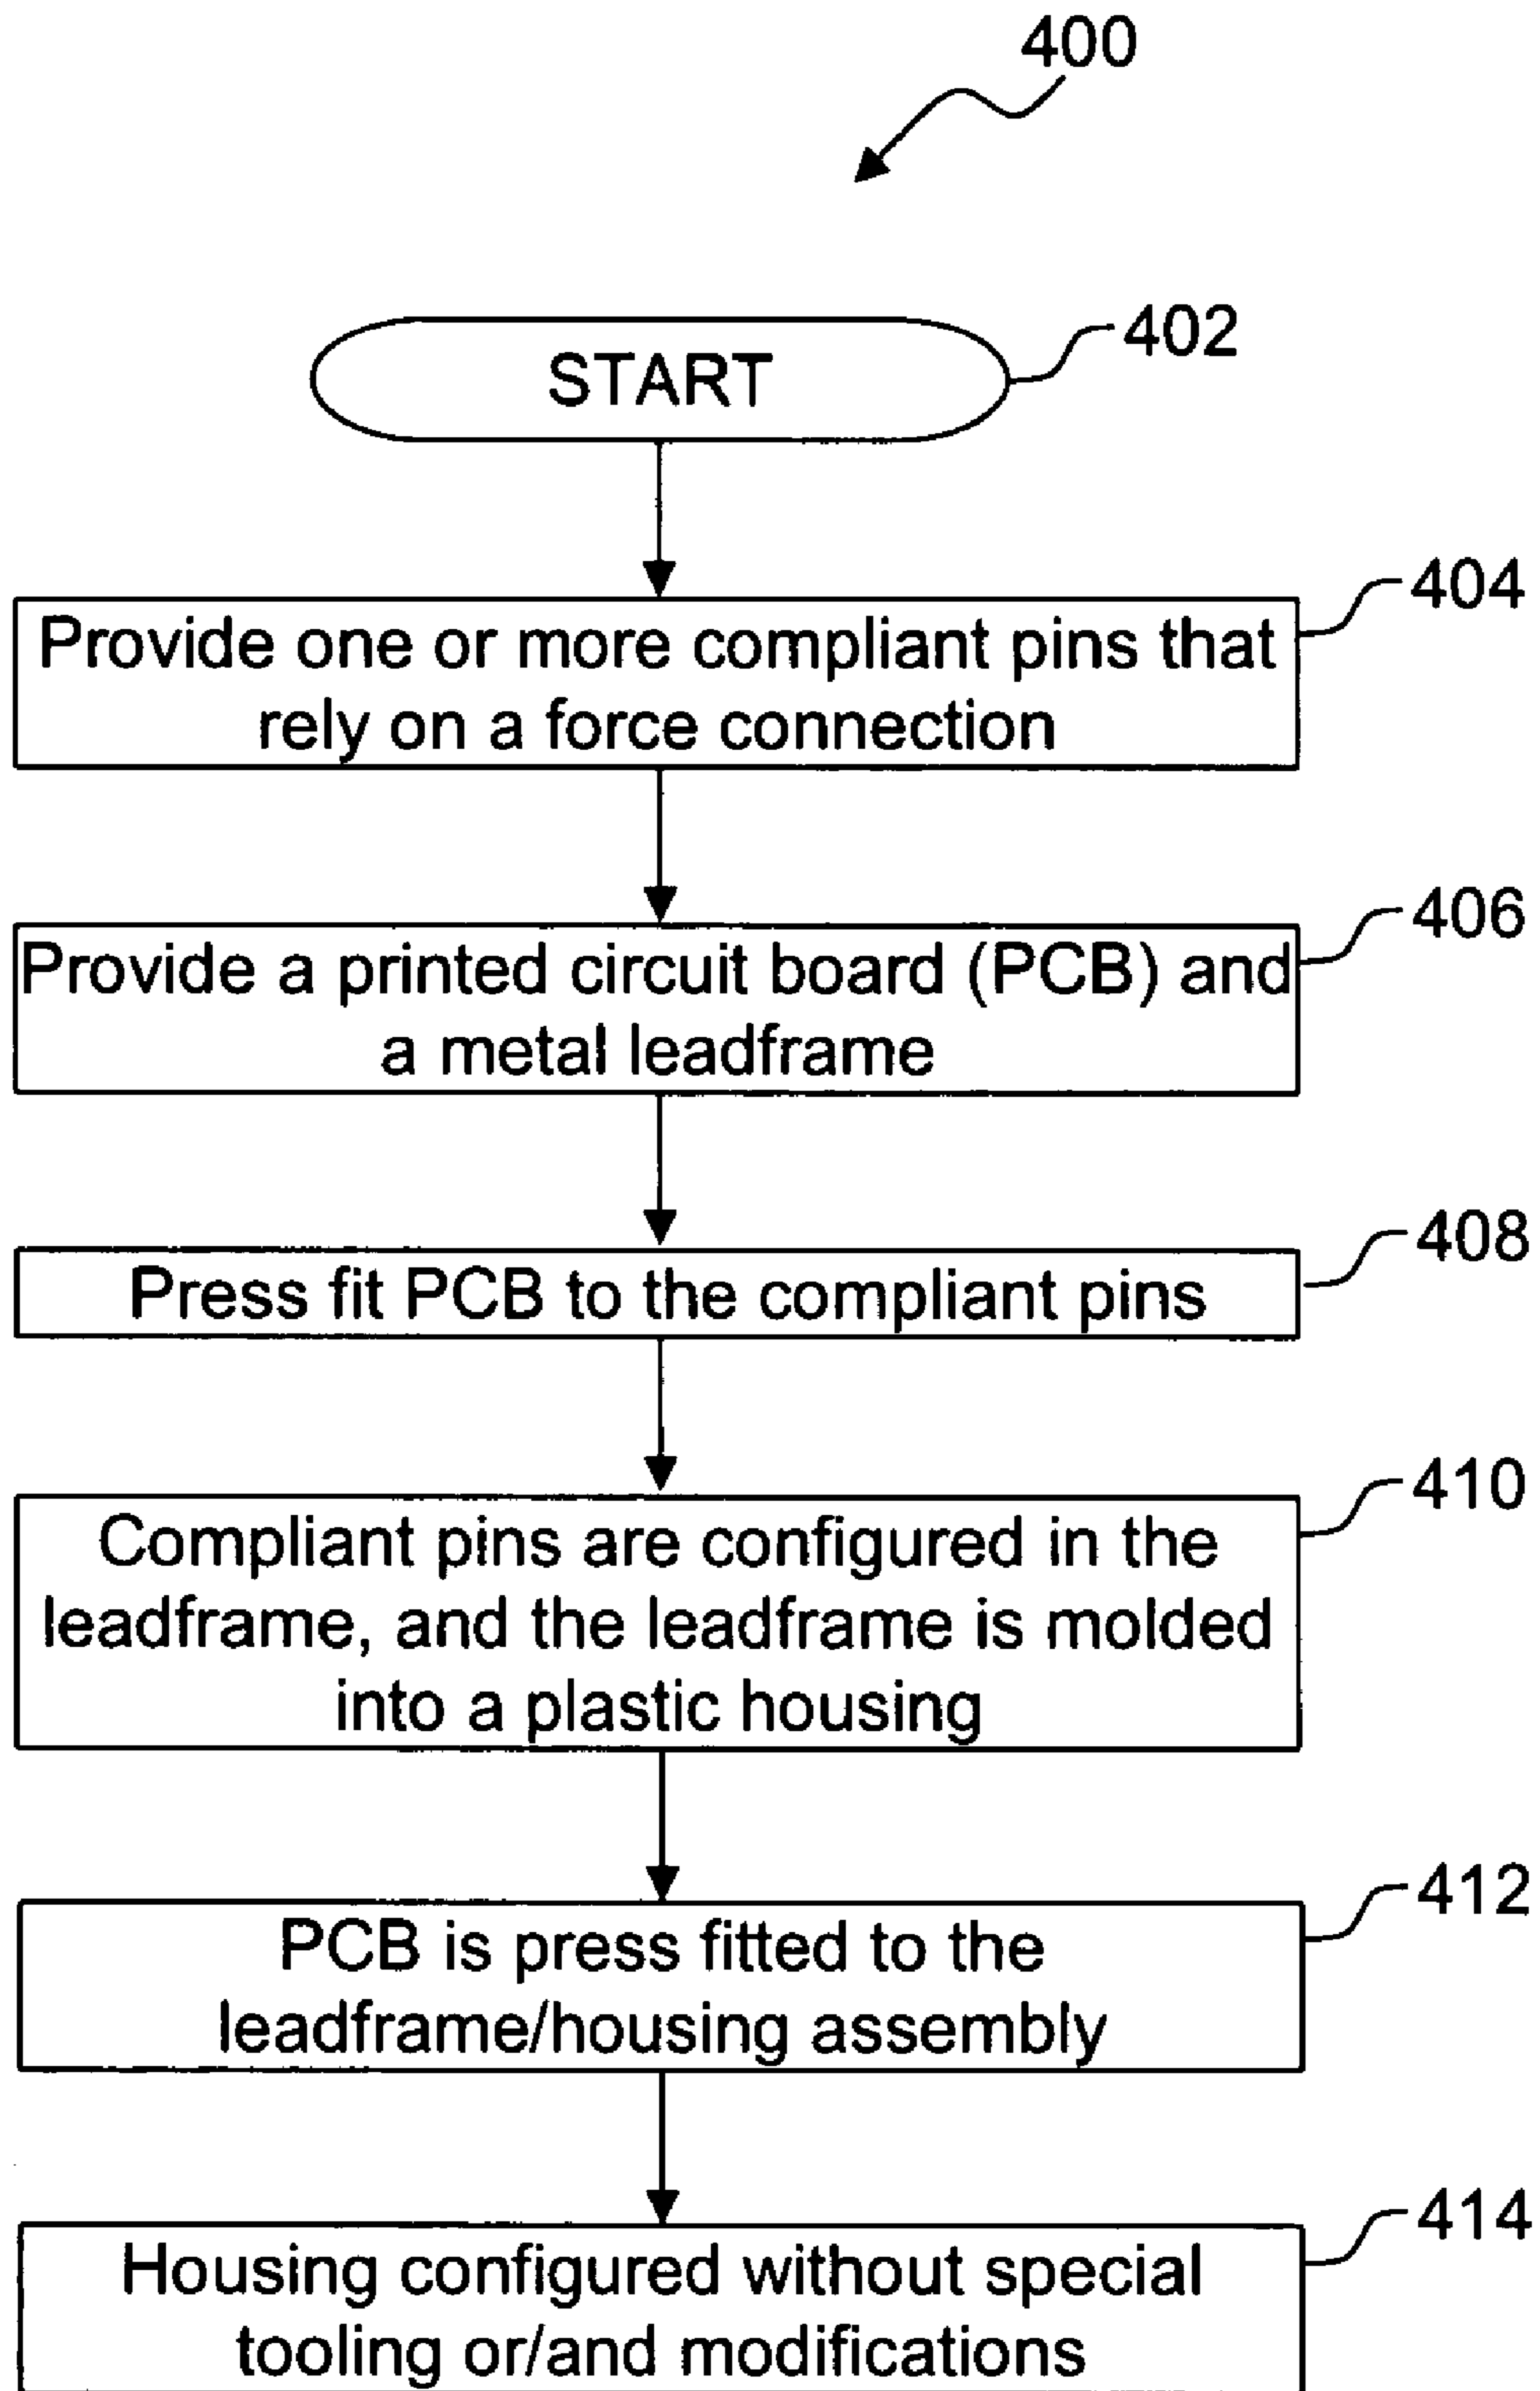 400
START
402
404
Provide one or more compliant pins that
rely on a force connection
406
Provide a printed circuit board (PCB) and
a metal leadframe
408
Press fit PCB to the compliant pins
410
Compliant pins are configured in the
leadframe, and the leadframe is molded
into a plastic housing
412
PCB is press fitted to the
leadframe/housing assembly
414
Housing configured without special
tooling or/and modifications